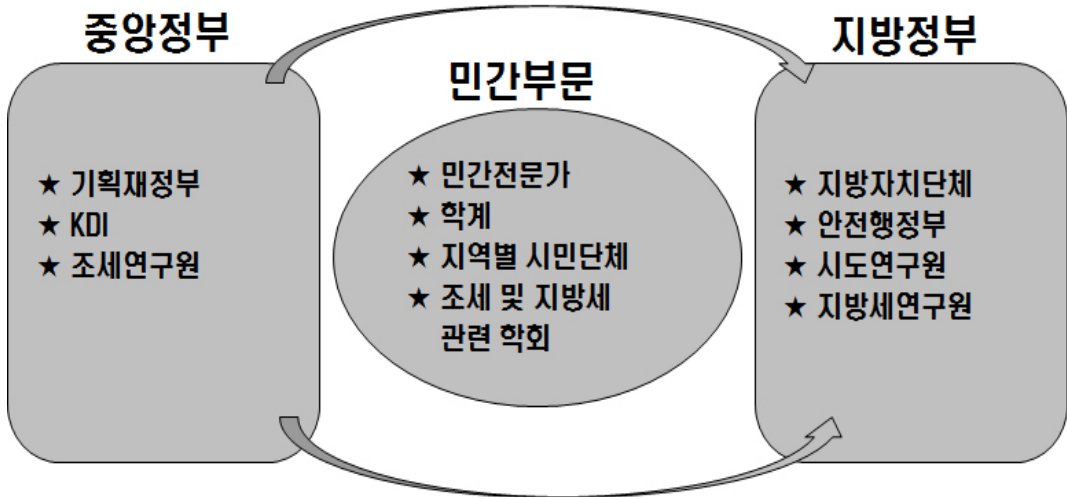 중앙정부
★ 기획재정부
★ KDI
★ 조세연구원
민간부문
★ 민간전문가
★ 학계
★ 지역별 시민단체
★ 조세 및 지방세
관련 학회
지방정부
★ 지방자치단체
★ 안전행정부
★ 시도연구원
★ 지방세연구원